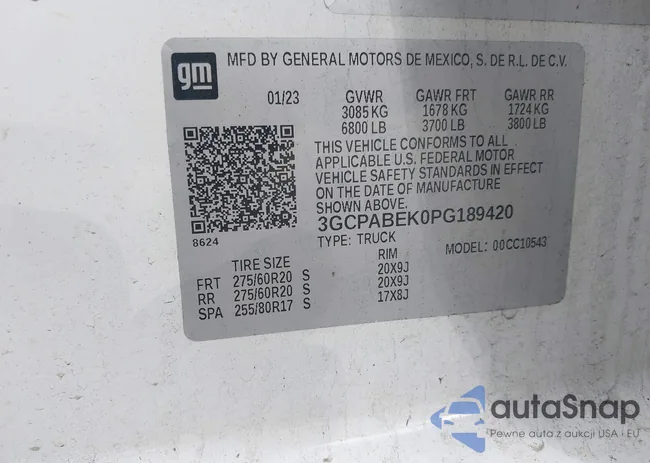 gm
MFD BY GENERAL MOTORS DE MEXICO, S. DE R.L. DE C.V.
01/23 GVWR GAWR FRT GAWR RR
3085 KG 1678 KG 1724 KG
6800 LB 3700 LB 3800 LB
THIS VEHICLE CONFORMS TO ALL
APPLICABLE U.S. FEDERAL MOTOR
VEHICLE SAFETY STANDARDS IN EFFECT
ON THE DATE OF MANUFACTURE
SHOWN ABOVE.
3GCPABEK0PG189420
8624
TYPE: TRUCK MODEL: 00CC10543
TIRE SIZE RIM
FRT 275/60R20 S 20X9J
RR 275/60R20 S 20X9J
SPA 255/80R17 S 17X8J
autoSnap
Pewne auta z aukcji USA i EU